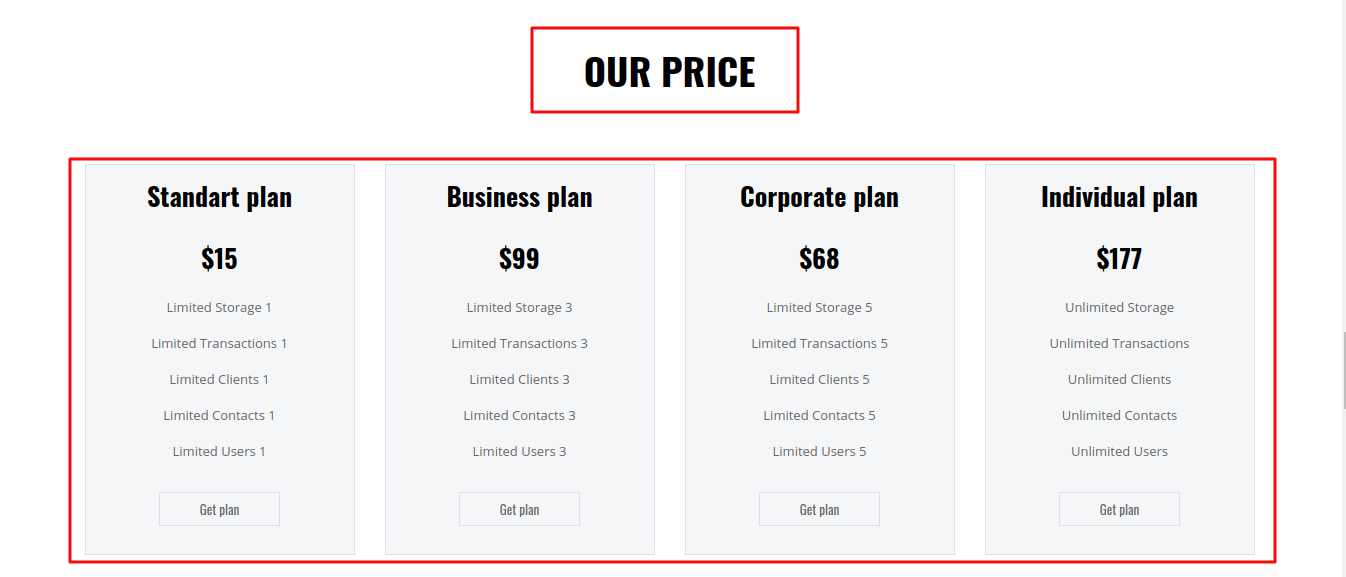 OUR PRICE
Standart plan
$15
Limited Storage 1
Limited Transactions 1
Limited Clients 1
Limited Contacts 1
Limited Users 1
Get plan
Business plan
$99
Limited Storage 3
Limited Transactions 3
Limited Clients 3
Limited Contacts 3
Limited Users 3
Get plan
Corporate plan
$68
Limited Storage 5
Limited Transactions 5
Limited Clients 5
Limited Contacts 5
Limited Users 5
Get plan
Individual plan
$177
Unlimited Storage
Unlimited Transactions
Unlimited Clients
Unlimited Contacts
Unlimited Users
Get plan